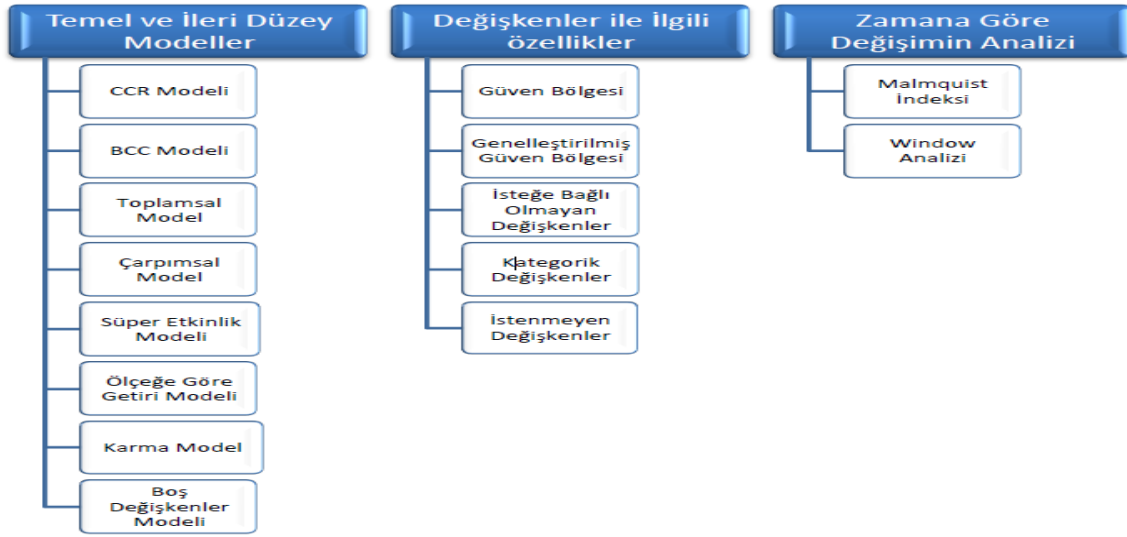 Temel ve İleri Düzey
Modeller
CCR Modeli
BCC Modeli
Toplamsal
Model
Çarpımsal
Model
Süper Etkinlik
Modeli
Ölçeğe Göre
Getiri Modeli
Karma Model
Boş
Değişkenler
Modeli
Değişkenler ile İlgili
özellikler
Güven Bölgesi
Genelleştirilmiş
Güven Bölgesi
İsteğe Bağlı
Olmayan
Değişkenler
Kategorik
Değişkenler
İstenmeyen
Değişkenler
Zamana Göre
Değişimin Analizi
Malmquist
İndeksi
Window
Analizi